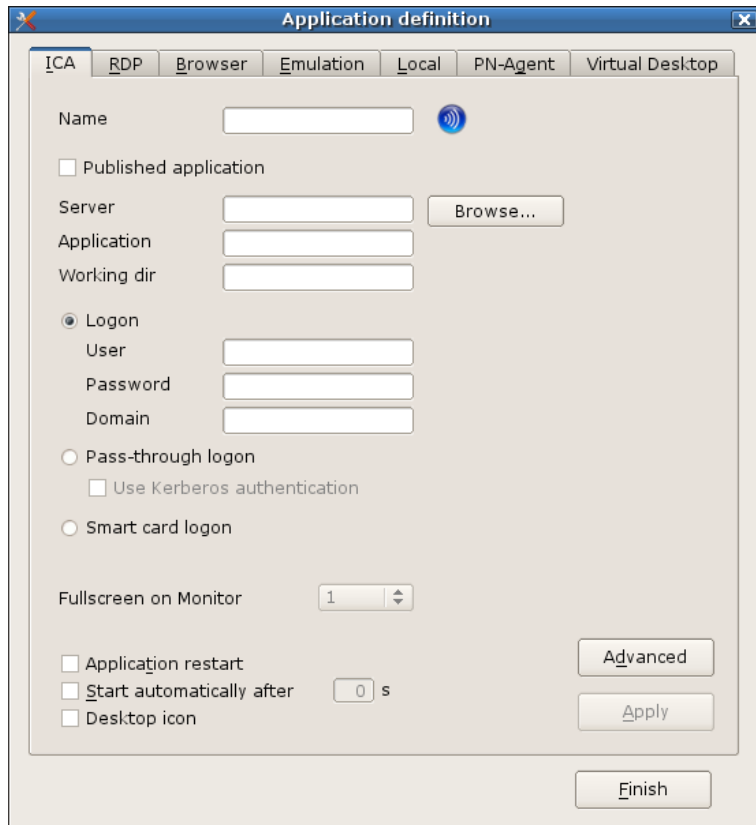 Application definition
ICA RDP Browser Emulation Local PN-Agent Virtual Desktop
Name
Published application
Server Browse...
Application
Working dir
Logon
User
Password
Domain
Pass-through logon
Use Kerberos authentication
Smart card logon
Fullscreen on Monitor 1
Application restart Advanced
Start automatically after 0 s
Desktop icon Apply
Finish